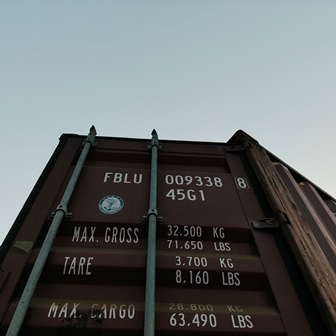 FBLU 009338 8
45G1
MAX. GROSS 32.500 KG
71.650 LBS
TARE 3.700 KG
8.160 LBS
MAX. CARGO 28.800 KG
63.490 LBS